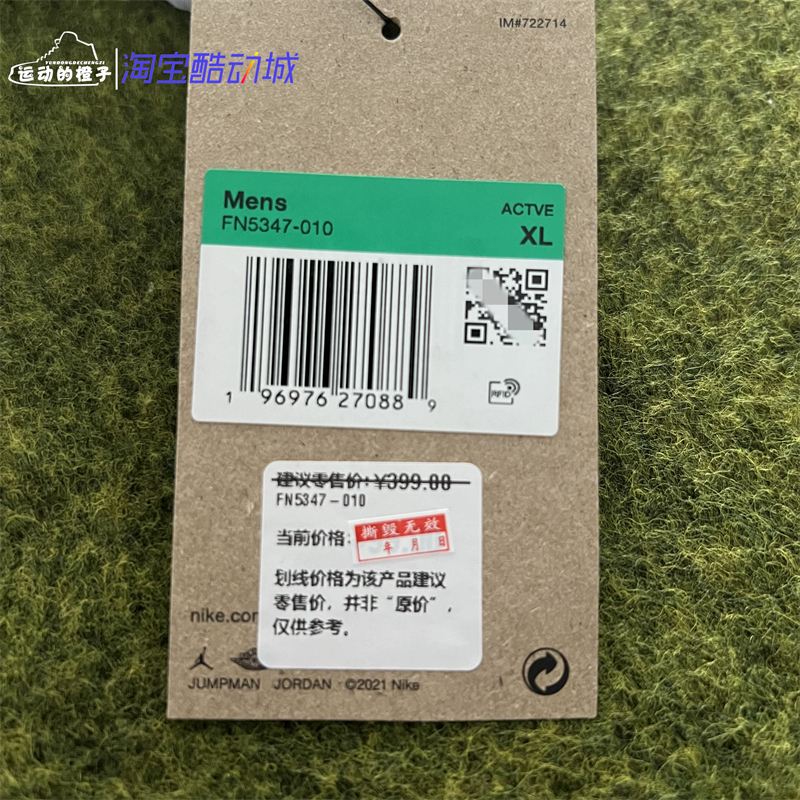 IM#722714
YUNDONGDECHENGZI
运动的橙子
淘宝酷动城
Mens
FN5347-010
ACTVE
XL
1 96976 27088 9
RFID
建议零售价:¥399.00
FN5347-010
当前价格:
撕毁无效
年 月 日
划线价格为该产品建议
零售价，并非“原价”，
仅供参考。
nike.com
JUMPMAN JORDAN ©2021 Nike